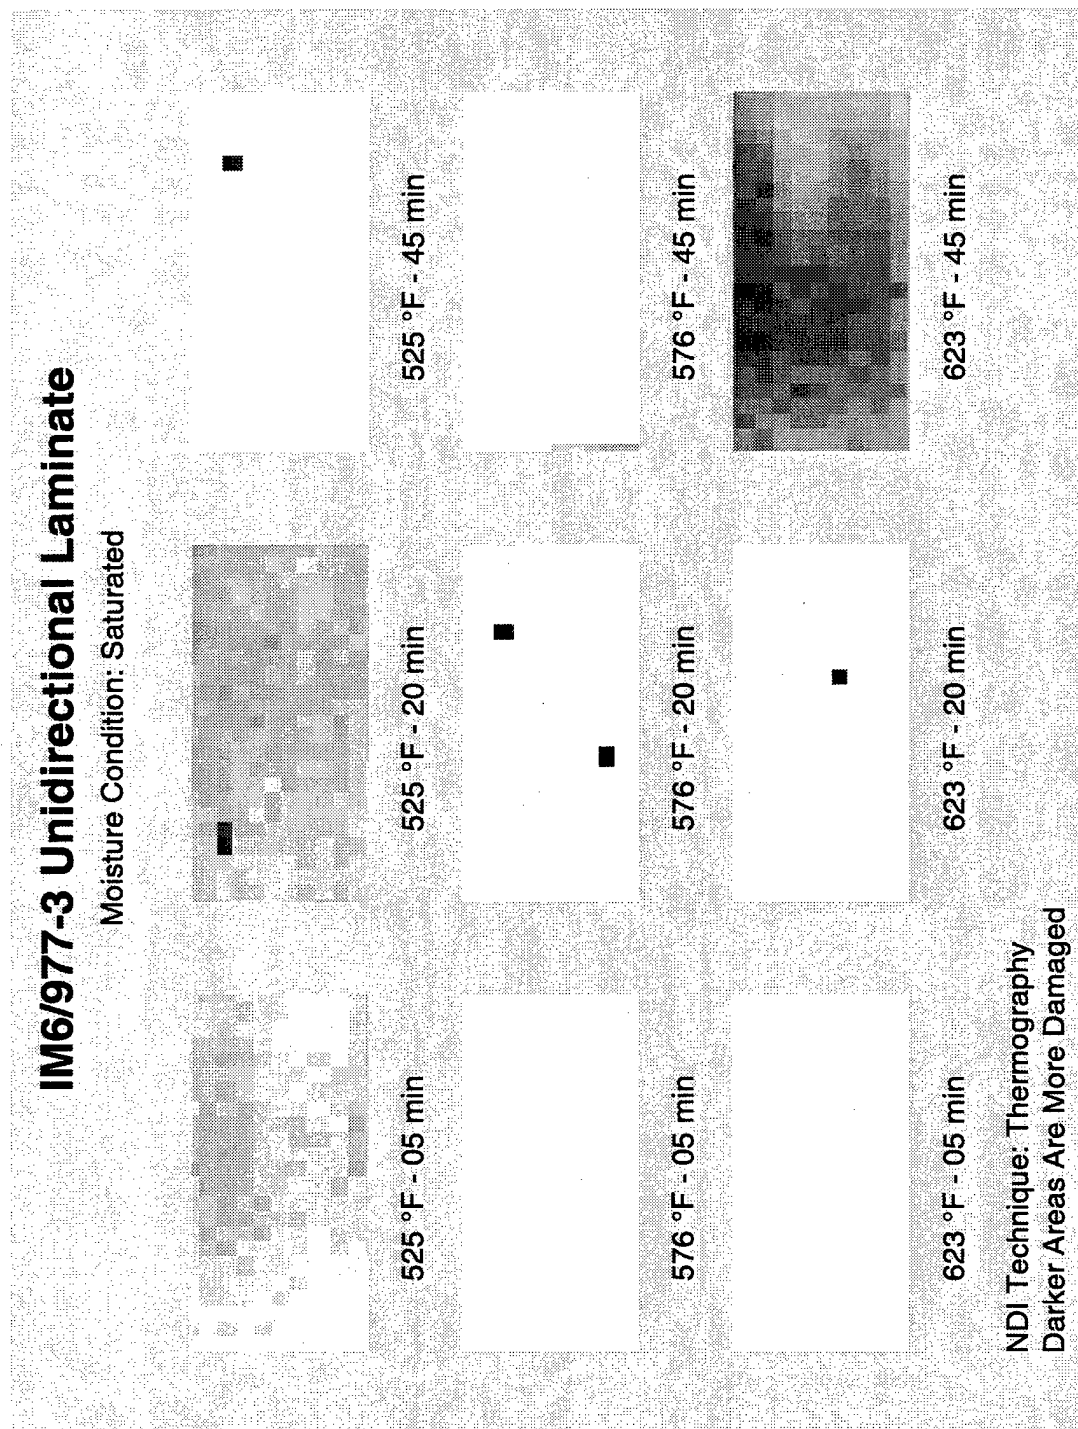 IM6/977-3 Unidirectional Laminate
Moisture Condition: Saturated
525 °F - 05 min
525 °F - 20 min
525 °F - 45 min
576 °F - 05 min
576 °F - 20 min
576 °F - 45 min
623 °F - 05 min
623 °F - 20 min
623 °F - 45 min
NDI Technique: Thermography
Darker Areas Are More Damaged